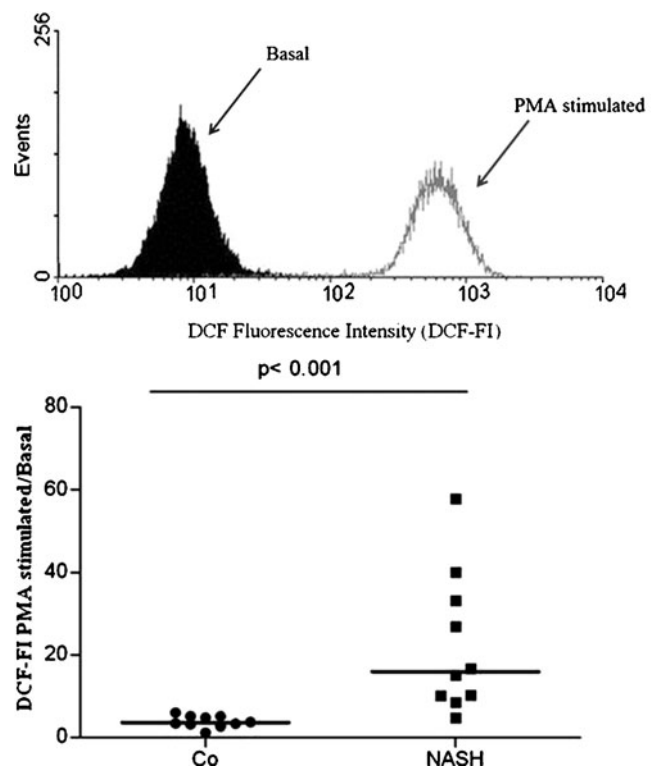 256
Basal
PMA stimulated
Events
0
10⁰ 10¹ 10² 10³ 10⁴
DCF Fluorescence Intensity (DCF-FI)
p< 0.001
80
60
40
20
0
DCF-FI PMA stimulated/Basal
Co NASH